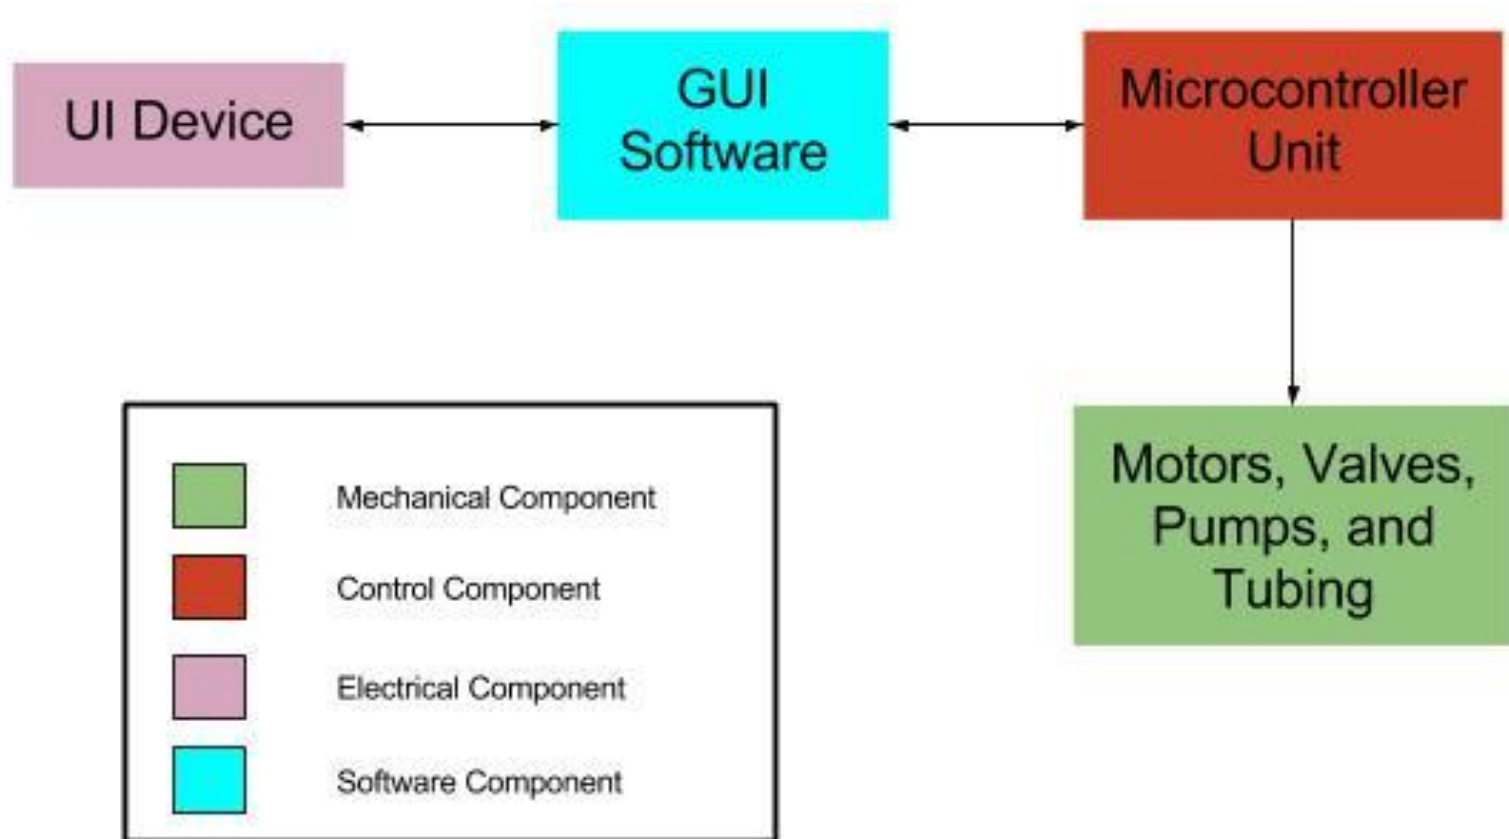 UI Device
GUI
Software
Microcontroller
Unit
Motors, Valves,
Pumps, and
Tubing
Mechanical Component
Control Component
Electrical Component
Software Component